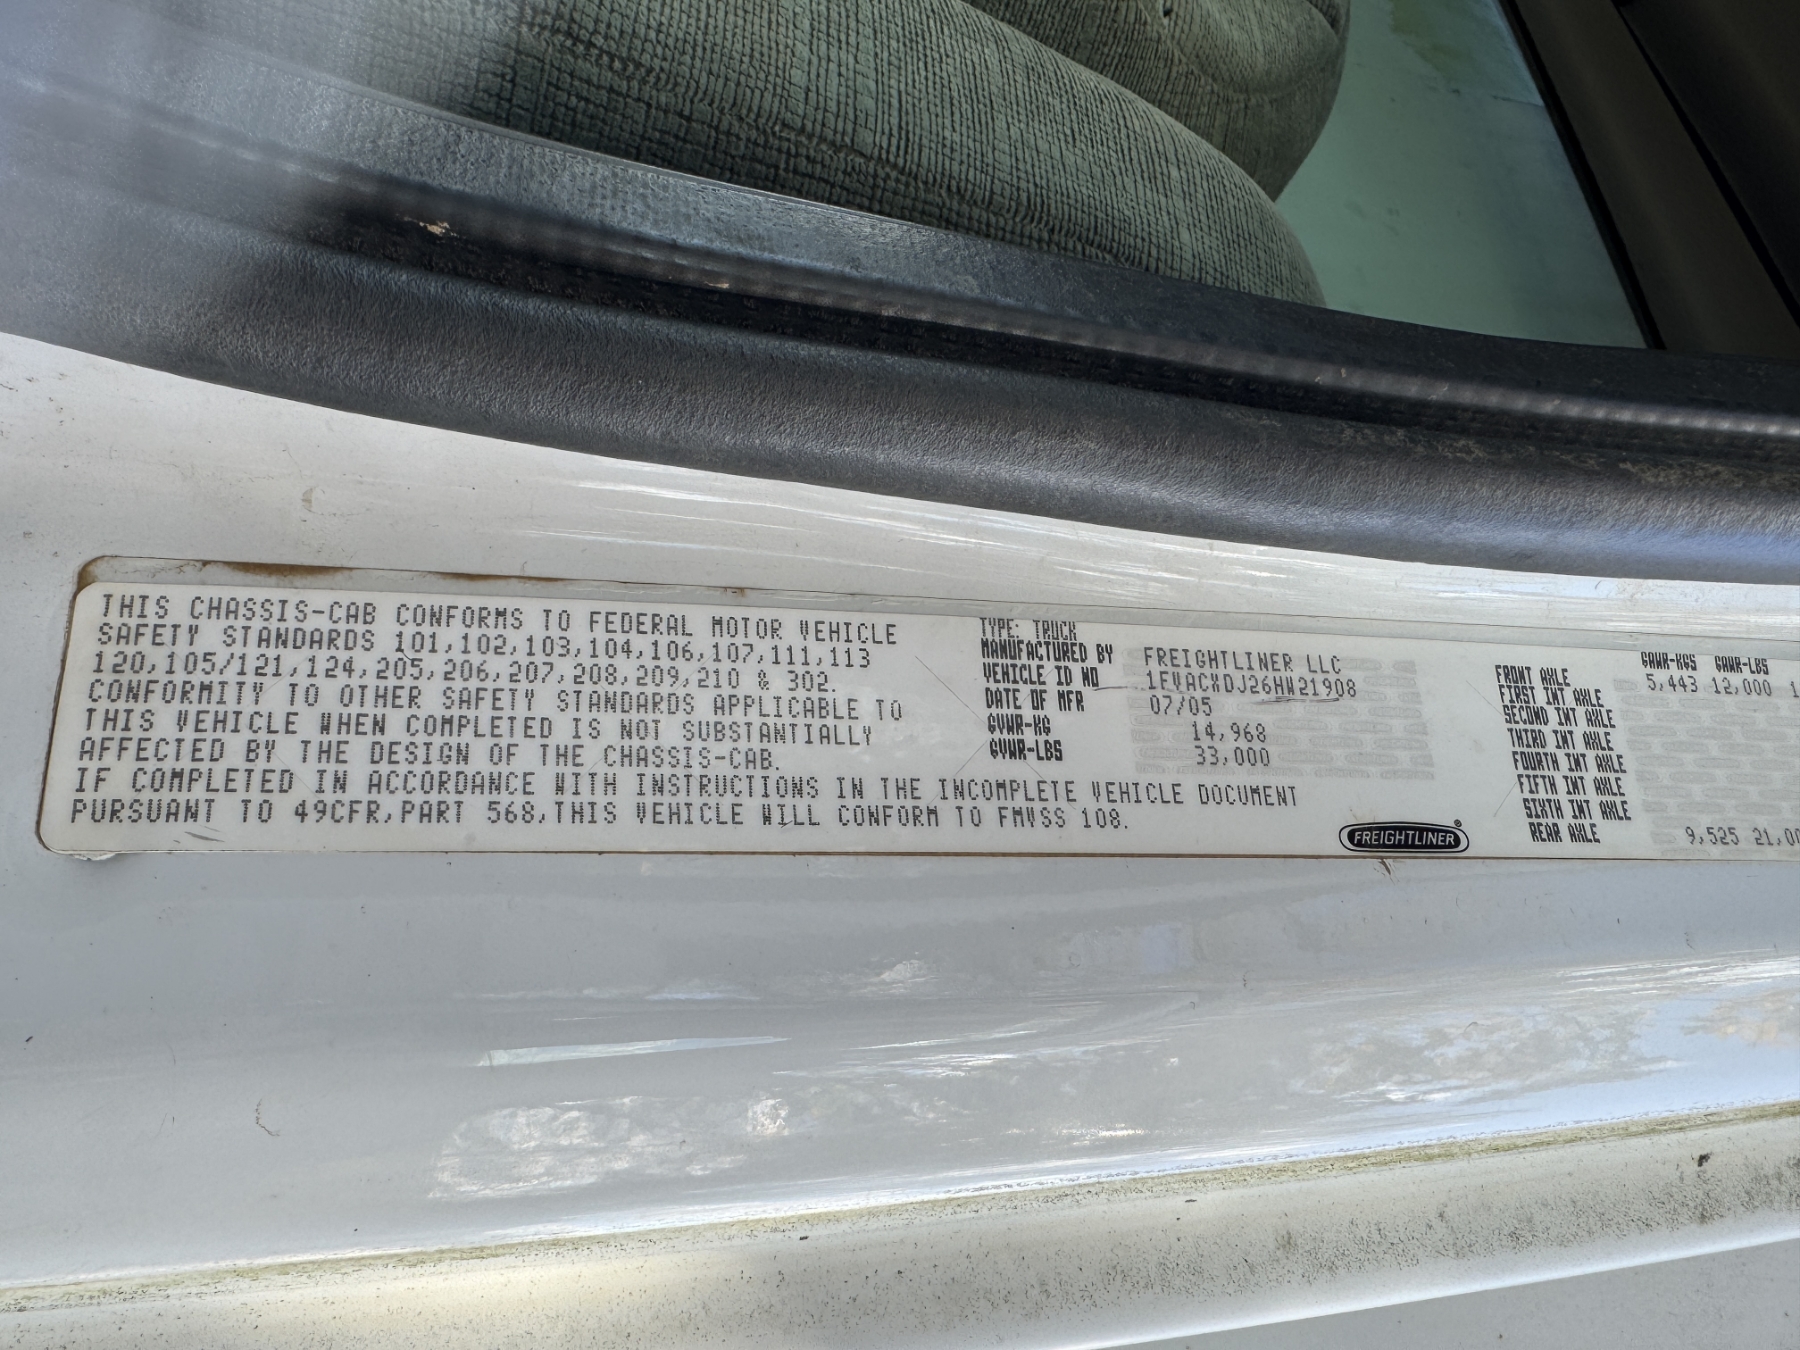 THIS CHASSIS-CAB CONFORMS TO FEDERAL MOTOR VEHICLE
SAFETY STANDARDS 101,102,103,104,106,107,111,113
120,105/121,124,205,206,207,208,209,210 & 302.
CONFORMITY TO OTHER SAFETY STANDARDS APPLICABLE TO
THIS VEHICLE WHEN COMPLETED IS NOT SUBSTANTIALLY
AFFECTED BY THE DESIGN OF THE CHASSIS-CAB.
IF COMPLETED IN ACCORDANCE WITH INSTRUCTIONS IN THE INCOMPLETE VEHICLE DOCUMENT
PURSUANT TO 49CFR,PART 568,THIS VEHICLE WILL CONFORM TO FMVSS 108.
TYPE: TRUCK
MANUFACTURED BY FREIGHTLINER LLC
VEHICLE ID NO 1FVACXDJ26HW21908
DATE OF MFR 07/05
GVWR-KG 14,968
GVWR-LBS 33,000
FREIGHTLINER®
GAWR-KGS GAWR-LBS
FRONT AXLE 5,443 12,000
FIRST INT AXLE
SECOND INT AXLE
THIRD INT AXLE
FOURTH INT AXLE
FIFTH INT AXLE
SIXTH INT AXLE
REAR AXLE 9,525 21,00